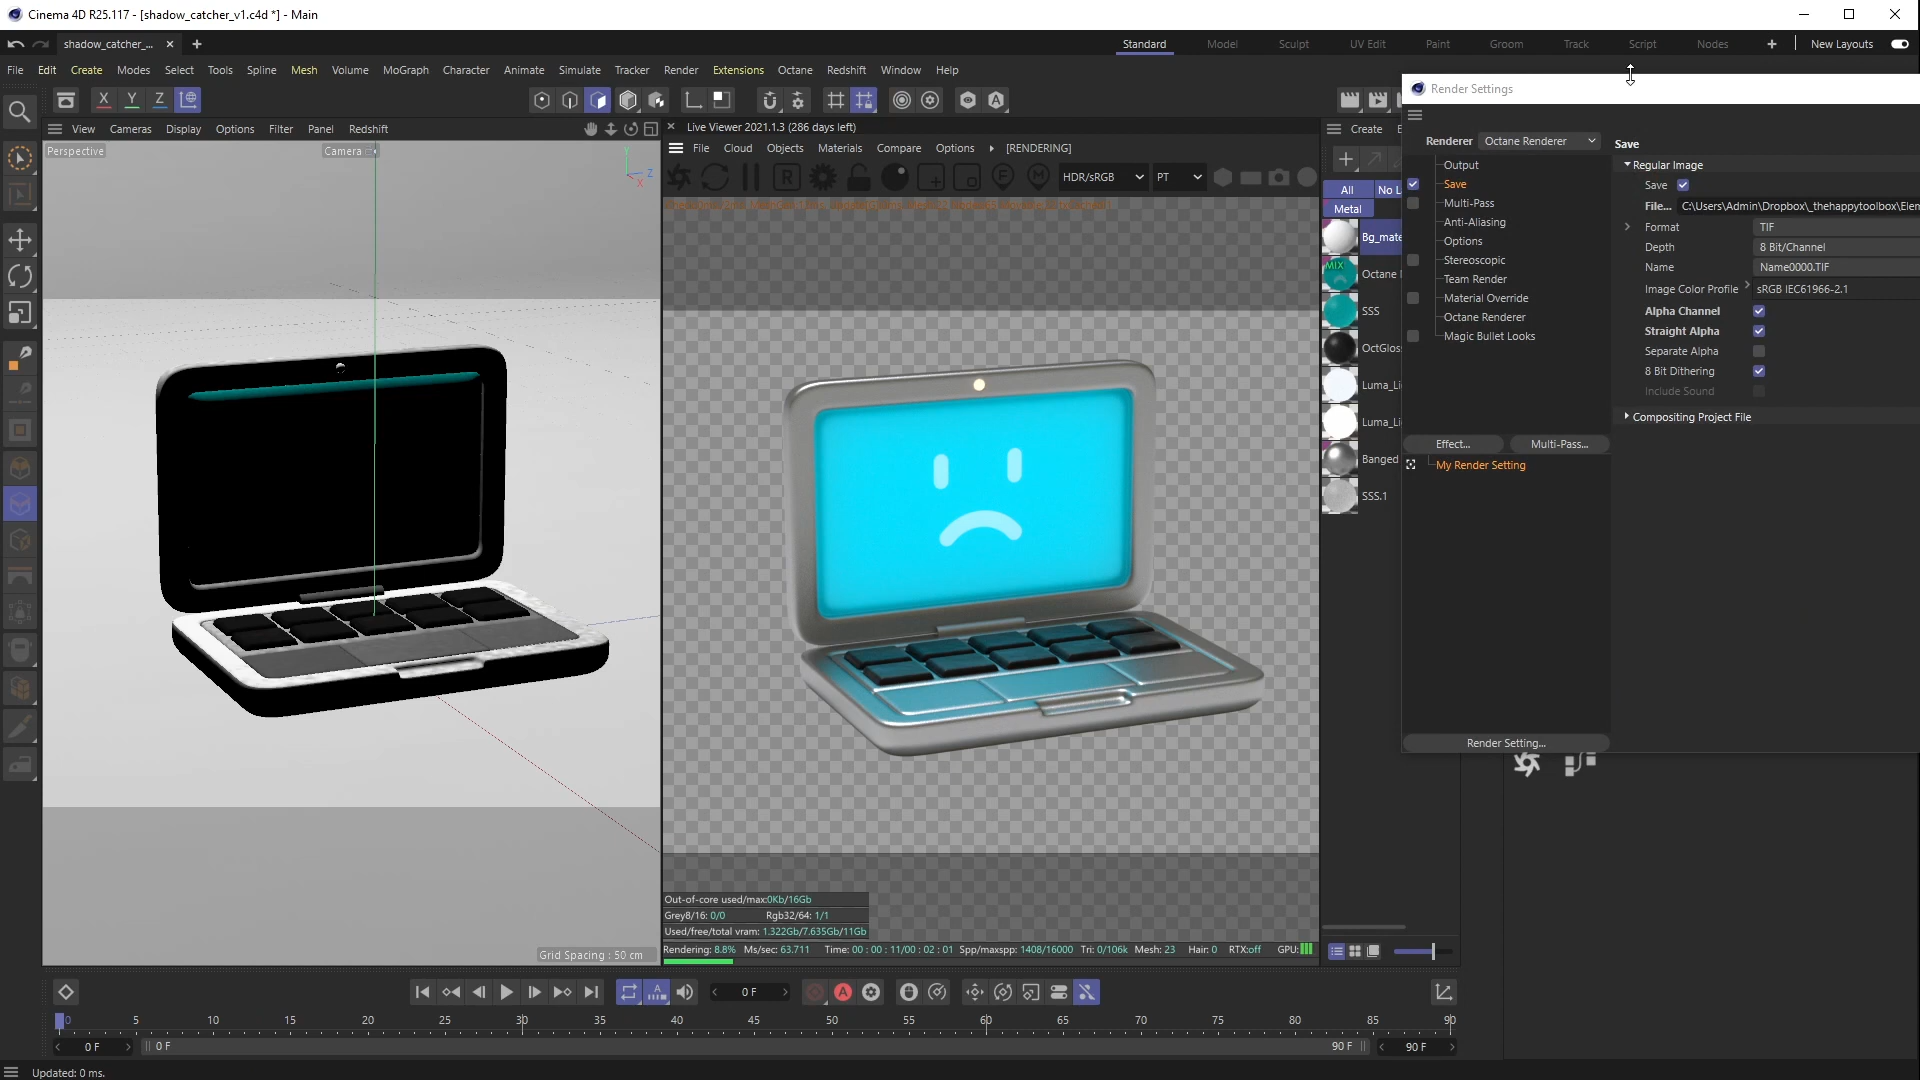 Cinema 4D R25.117 - [shadow_catcher_v1.c4d *] - Main
shadow_catcher_...
Standard Model Sculpt UV Edit Paint Groom Track Script Nodes New Layouts
File Edit Create Modes Select Tools Spline Mesh Volume MoGraph Character Animate Simulate Tracker Render Extensions Octane Redshift Window Help
Render Settings
X Y Z
View Cameras Display Options Filter Panel Redshift
Live Viewer 2021.1.3 (286 days left)
Create
Perspective
Camera
Y
Z
X
File Cloud Objects Materials Compare Options [RENDERING]
HDR/sRGB PT
All No L
Metal
Bg_mate
MIX
Octane
SSS
OctGlos
Luma_Li
Luma_Li
Banged
SSS.1
Renderer Octane Renderer
Output
Save
Multi-Pass
Anti-Aliasing
Options
Stereoscopic
Team Render
Material Override
Octane Renderer
Magic Bullet Looks
Effect... Multi-Pass...
My Render Setting
Render Setting...
Save
Regular Image
Save
File... C:\Users\Admin\Dropbox\_thehappytoolbox\Elen
Format TIF
Depth 8 Bit/Channel
Name Name0000.TIF
Image Color Profile sRGB IEC61966-2.1
Alpha Channel
Straight Alpha
Separate Alpha
8 Bit Dithering
Include Sound
Compositing Project File
Grid Spacing : 50 cm
Out-of-core used/max:0Kb/16Gb
Grey8/16: 0/0 Rgb32/64: 1/1
Used/free/total vram: 1.322Gb/7.635Gb/11Gb
Rendering: 8.8% Ms/sec: 63.711 Time: 00 : 00 : 11/00 : 02 : 01 Spp/maxspp: 1408/16000 Tri: 0/106k Mesh: 23 Hair: 0 RTX:off GPU:
0 F
0 5 10 15 20 25 30 35 40 45 50 55 60 65 70 75 80 85 90
0 F 0 F 90 F 90 F
Updated: 0 ms.